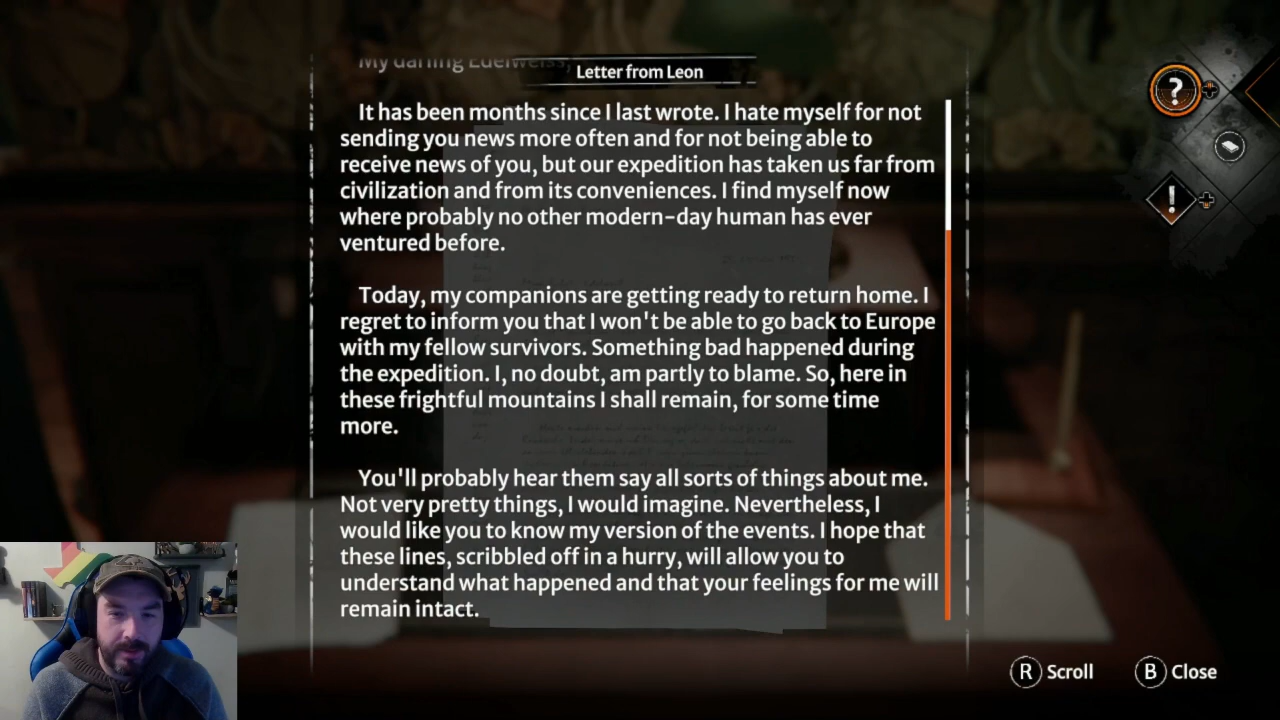 My darling Edelweiss,
Letter from Leon
It has been months since I last wrote. I hate myself for not
sending you news more often and for not being able to
receive news of you, but our expedition has taken us far from
civilization and from its conveniences. I find myself now
where probably no other modern-day human has ever
ventured before.
Today, my companions are getting ready to return home. I
regret to inform you that I won't be able to go back to Europe
with my fellow survivors. Something bad happened during
the expedition. I, no doubt, am partly to blame. So, here in
these frightful mountains I shall remain, for some time
more.
You'll probably hear them say all sorts of things about me.
Not very pretty things, I would imagine. Nevertheless, I
would like you to know my version of the events. I hope that
these lines, scribbled off in a hurry, will allow you to
understand what happened and that your feelings for me will
remain intact.
?
!
R Scroll
B Close